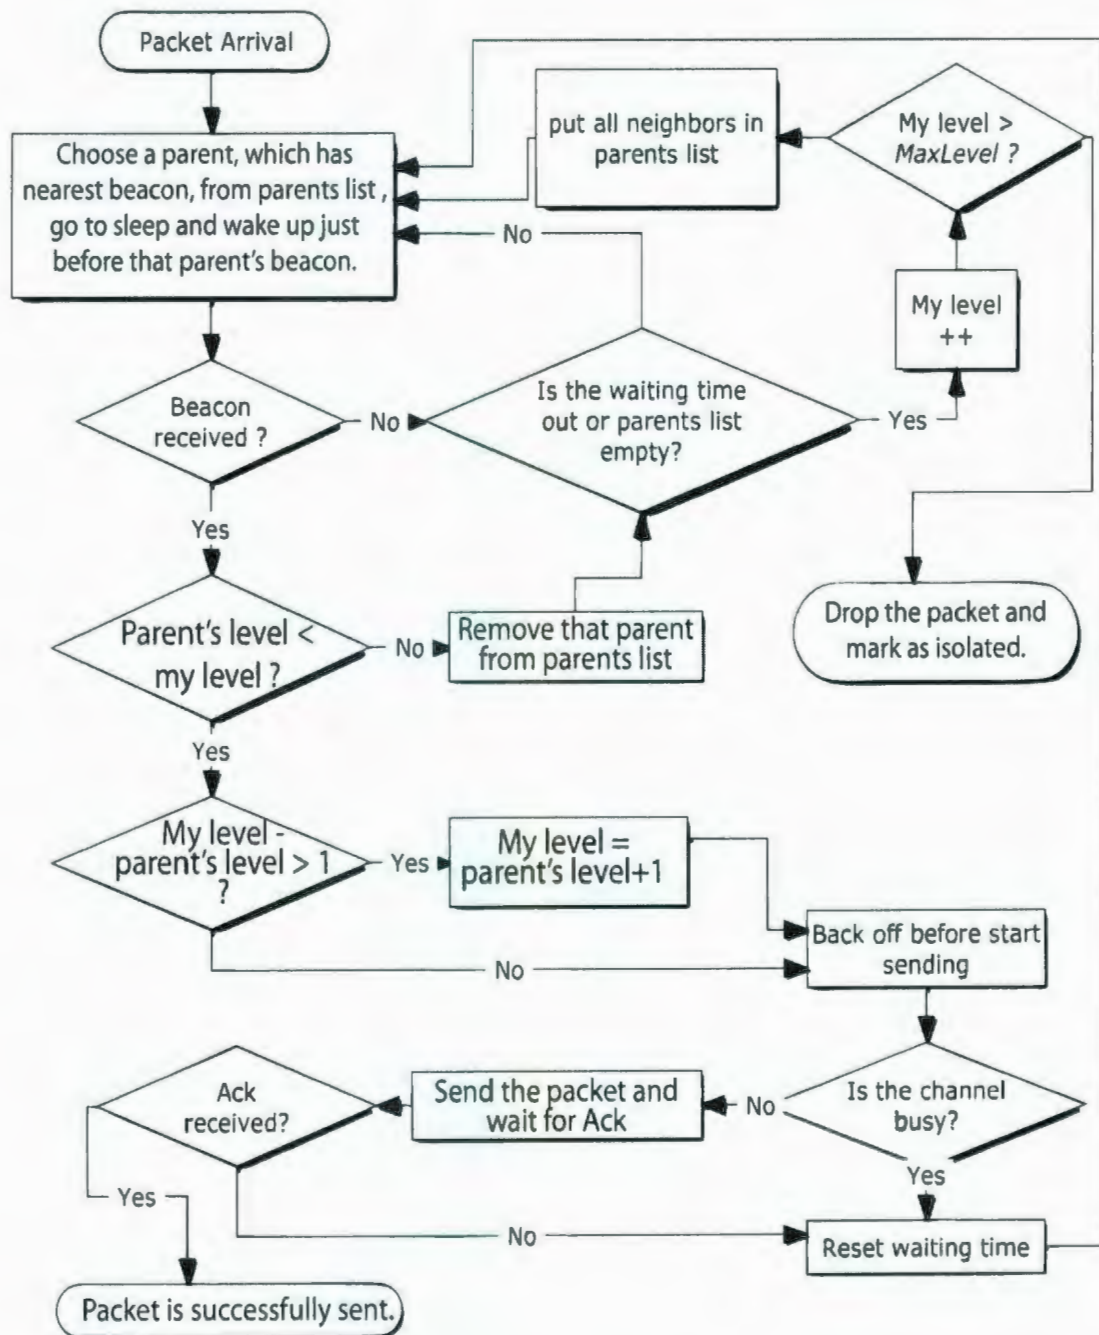 Packet Arrival
Choose a parent, which has
nearest beacon, from parents list ,
go to sleep and wake up just
before that parent's beacon.
put all neighbors in
parents list
My level >
MaxLevel ?
No
My level
++
Beacon
received ?
No
Is the waiting time
out or parents list
empty?
Yes
Yes
Parent's level <
my level ?
No
Remove that parent
from parents list
Drop the packet and
mark as isolated.
Yes
My level -
parent's level > 1
?
Yes
My level =
parent's level+1
Back off before start
sending
No
Ack
received?
Send the packet and
wait for Ack
No
Is the channel
busy?
Yes
Yes
No
Reset waiting time
Packet is successfully sent.